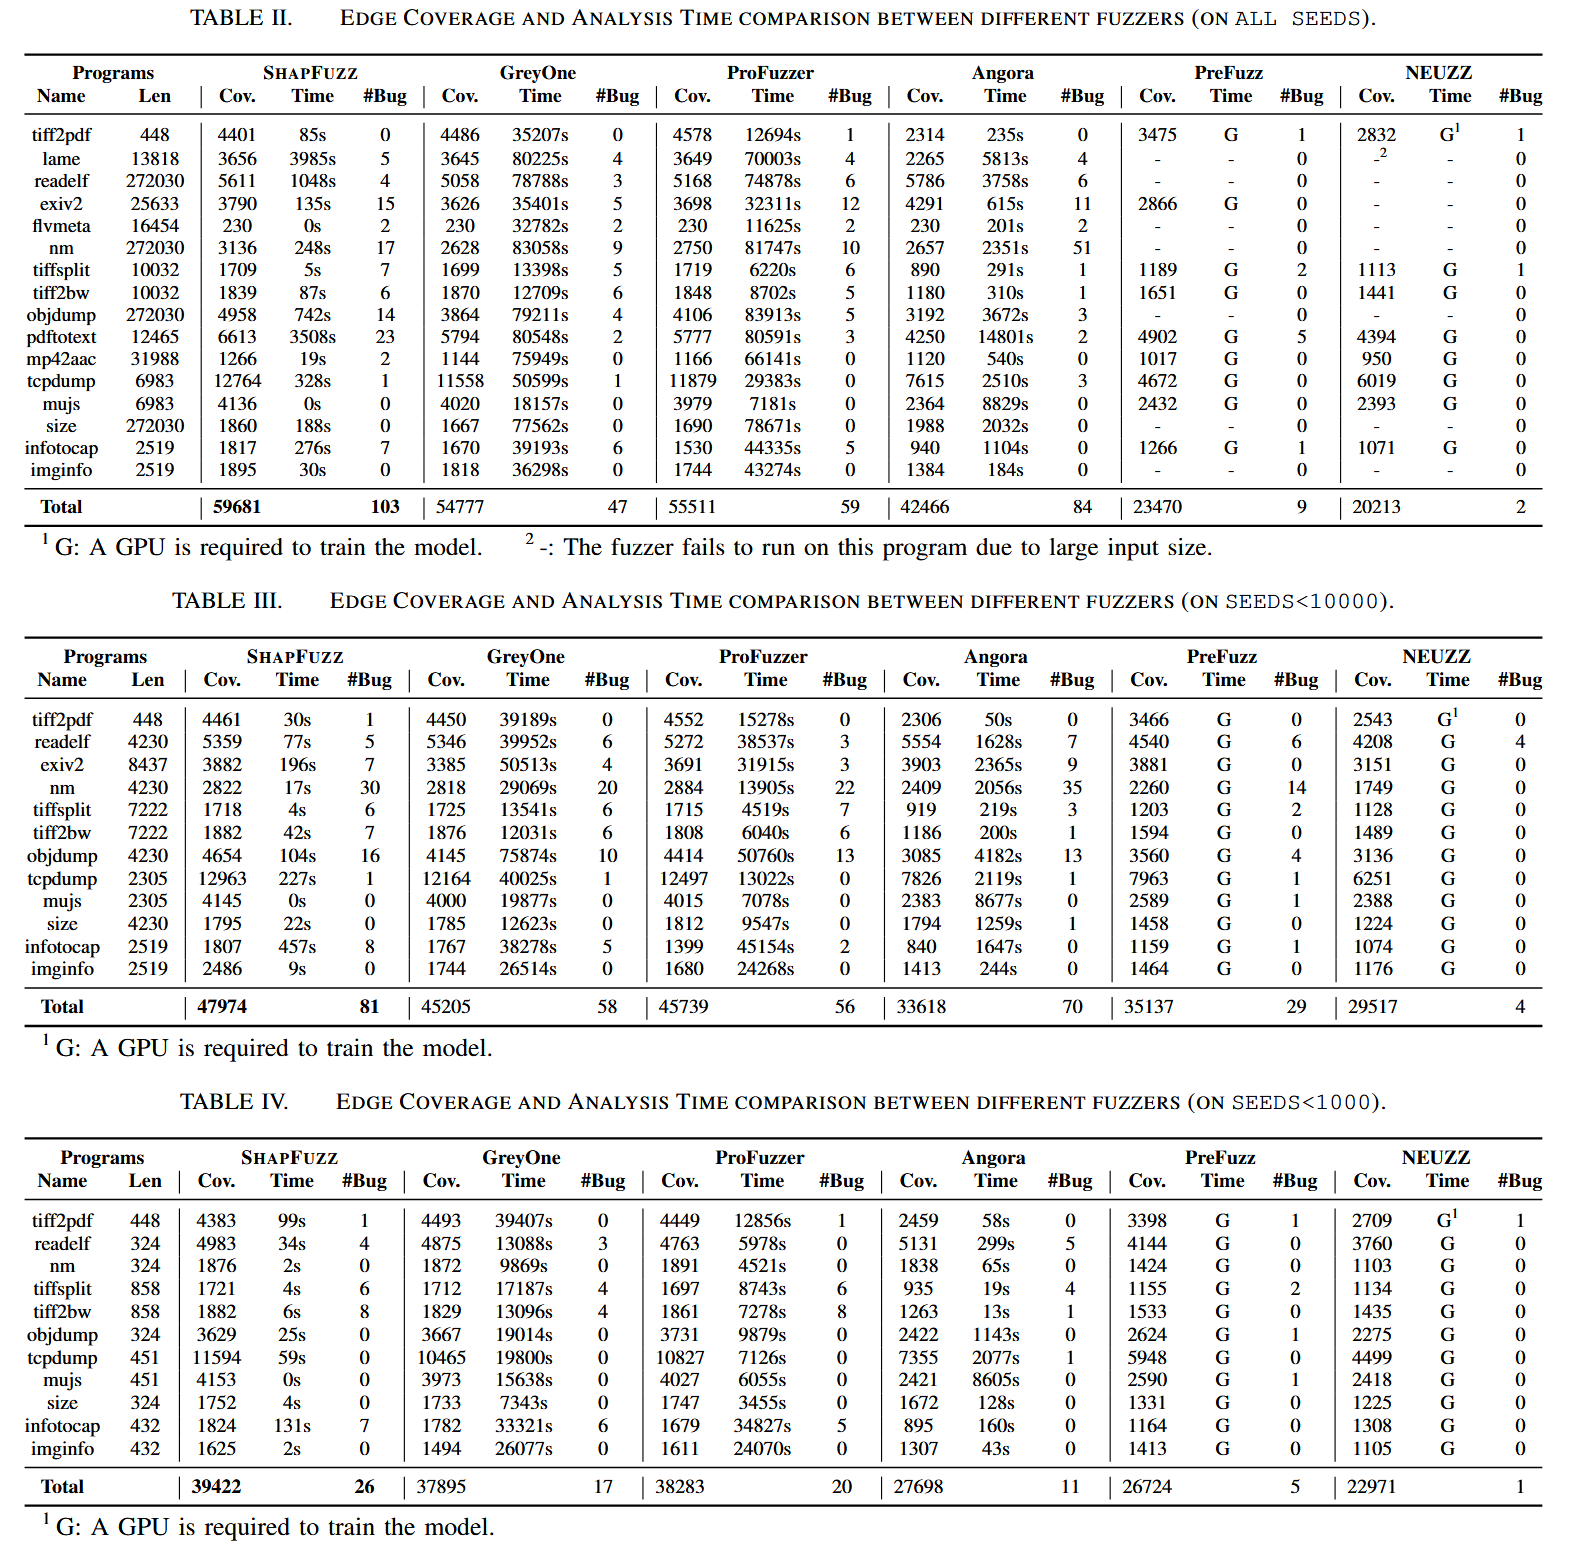 TABLE II. EDGE COVERAGE AND ANALYSIS TIME COMPARISON BETWEEN DIFFERENT FUZZERS (ON ALL SEEDS).
Programs SHAPFUZZ GreyOne ProFuzzer Angora PreFuzz NEUZZ
Name Len Cov. Time #Bug Cov. Time #Bug Cov. Time #Bug Cov. Time #Bug Cov. Time #Bug Cov. Time #Bug
tiff2pdf 448 4401 85s 0 4486 35207s 0 4578 12694s 1 2314 235s 0 3475 G 1 2832 G1 1
lame 13818 3656 3985s 5 3645 80225s 4 3649 70003s 4 2265 5813s 4 - - 0 -2 - 0
readelf 272030 5611 1048s 4 5058 78788s 3 5168 74878s 6 5786 3758s 6 - - 0 - - 0
exiv2 25633 3790 135s 15 3626 35401s 5 3698 32311s 12 4291 615s 11 2866 G 0 - - 0
flvmeta 16454 230 0s 2 230 32782s 2 230 11625s 2 230 201s 2 - - 0 - - 0
nm 272030 3136 248s 17 2628 83058s 9 2750 81747s 10 2657 2351s 51 - - 0 - - 0
tiffsplit 10032 1709 5s 7 1699 13398s 5 1719 6220s 6 890 291s 1 1189 G 2 1113 G 1
tiff2bw 10032 1839 87s 6 1870 12709s 6 1848 8702s 5 1180 310s 1 1651 G 0 1441 G 0
objdump 272030 4958 742s 14 3864 79211s 4 4106 83913s 5 3192 3672s 3 - - 0 - - 0
pdftotext 12465 6613 3508s 23 5794 80548s 2 5777 80591s 3 4250 14801s 2 4902 G 5 4394 G 0
mp42aac 31988 1266 19s 2 1144 75949s 0 1166 66141s 0 1120 540s 0 1017 G 0 950 G 0
tcpdump 6983 12764 328s 1 11558 50599s 1 11879 29383s 0 7615 2510s 3 4672 G 0 6019 G 0
mujs 6983 4136 0s 0 4020 18157s 0 3979 7181s 0 2364 8829s 0 2432 G 0 2393 G 0
size 272030 1860 188s 0 1667 77562s 0 1690 78671s 0 1988 2032s 0 - - 0 - - 0
infotocap 2519 1817 276s 7 1670 39193s 6 1530 44335s 5 940 1104s 0 1266 G 1 1071 G 0
imginfo 2519 1895 30s 0 1818 36298s 0 1744 43274s 0 1384 184s 0 - - 0 - - 0
Total 59681 103 54777 47 55511 59 42466 84 23470 9 20213 2
1 G: A GPU is required to train the model. 2 -: The fuzzer fails to run on this program due to large input size.
TABLE III. EDGE COVERAGE AND ANALYSIS TIME COMPARISON BETWEEN DIFFERENT FUZZERS (ON SEEDS<10000).
Programs SHAPFUZZ GreyOne ProFuzzer Angora PreFuzz NEUZZ
Name Len Cov. Time #Bug Cov. Time #Bug Cov. Time #Bug Cov. Time #Bug Cov. Time #Bug Cov. Time #Bug
tiff2pdf 448 4461 30s 1 4450 39189s 0 4552 15278s 0 2306 50s 0 3466 G 0 2543 G1 0
readelf 4230 5359 77s 5 5346 39952s 6 5272 38537s 3 5554 1628s 7 4540 G 6 4208 G 4
exiv2 8437 3882 196s 7 3385 50513s 4 3691 31915s 3 3903 2365s 9 3881 G 0 3151 G 0
nm 4230 2822 17s 30 2818 29069s 20 2884 13905s 22 2409 2056s 35 2260 G 14 1749 G 0
tiffsplit 7222 1718 4s 6 1725 13541s 6 1715 4519s 7 919 219s 3 1203 G 2 1128 G 0
tiff2bw 7222 1882 42s 7 1876 12031s 6 1808 6040s 6 1186 200s 1 1594 G 0 1489 G 0
objdump 4230 4654 104s 16 4145 75874s 10 4414 50760s 13 3085 4182s 13 3560 G 4 3136 G 0
tcpdump 2305 12963 227s 1 12164 40025s 1 12497 13022s 0 7826 2119s 1 7963 G 1 6251 G 0
mujs 2305 4145 0s 0 4000 19877s 0 4015 7078s 0 2383 8677s 0 2589 G 1 2388 G 0
size 4230 1795 22s 0 1785 12623s 0 1812 9547s 0 1794 1259s 1 1458 G 0 1224 G 0
infotocap 2519 1807 457s 8 1767 38278s 5 1399 45154s 2 840 1647s 0 1159 G 1 1074 G 0
imginfo 2519 2486 9s 0 1744 26514s 0 1680 24268s 0 1413 244s 0 1464 G 0 1176 G 0
Total 47974 81 45205 58 45739 56 33618 70 35137 29 29517 4
1 G: A GPU is required to train the model.
TABLE IV. EDGE COVERAGE AND ANALYSIS TIME COMPARISON BETWEEN DIFFERENT FUZZERS (ON SEEDS<1000).
Programs SHAPFUZZ GreyOne ProFuzzer Angora PreFuzz NEUZZ
Name Len Cov. Time #Bug Cov. Time #Bug Cov. Time #Bug Cov. Time #Bug Cov. Time #Bug Cov. Time #Bug
tiff2pdf 448 4383 99s 1 4493 39407s 0 4449 12856s 1 2459 58s 0 3398 G 1 2709 G1 1
readelf 324 4983 34s 4 4875 13088s 3 4763 5978s 0 5131 299s 5 4144 G 0 3760 G 0
nm 324 1876 2s 0 1872 9869s 0 1891 4521s 0 1838 65s 0 1424 G 0 1103 G 0
tiffsplit 858 1721 4s 6 1712 17187s 4 1697 8743s 6 935 19s 4 1155 G 2 1134 G 0
tiff2bw 858 1882 6s 8 1829 13096s 4 1861 7278s 8 1263 13s 1 1533 G 0 1435 G 0
objdump 324 3629 25s 0 3667 19014s 0 3731 9879s 0 2422 1143s 0 2624 G 1 2275 G 0
tcpdump 451 11594 59s 0 10465 19800s 0 10827 7126s 0 7355 2077s 1 5948 G 0 4499 G 0
mujs 451 4153 0s 0 3973 15638s 0 4027 6055s 0 2421 8605s 0 2590 G 1 2418 G 0
size 324 1752 4s 0 1733 7343s 0 1747 3455s 0 1672 128s 0 1331 G 0 1225 G 0
infotocap 432 1824 131s 7 1782 33321s 6 1679 34827s 5 895 160s 0 1164 G 0 1308 G 0
imginfo 432 1625 2s 0 1494 26077s 0 1611 24070s 0 1307 43s 0 1413 G 0 1105 G 0
Total 39422 26 37895 17 38283 20 27698 11 26724 5 22971 1
1 G: A GPU is required to train the model.